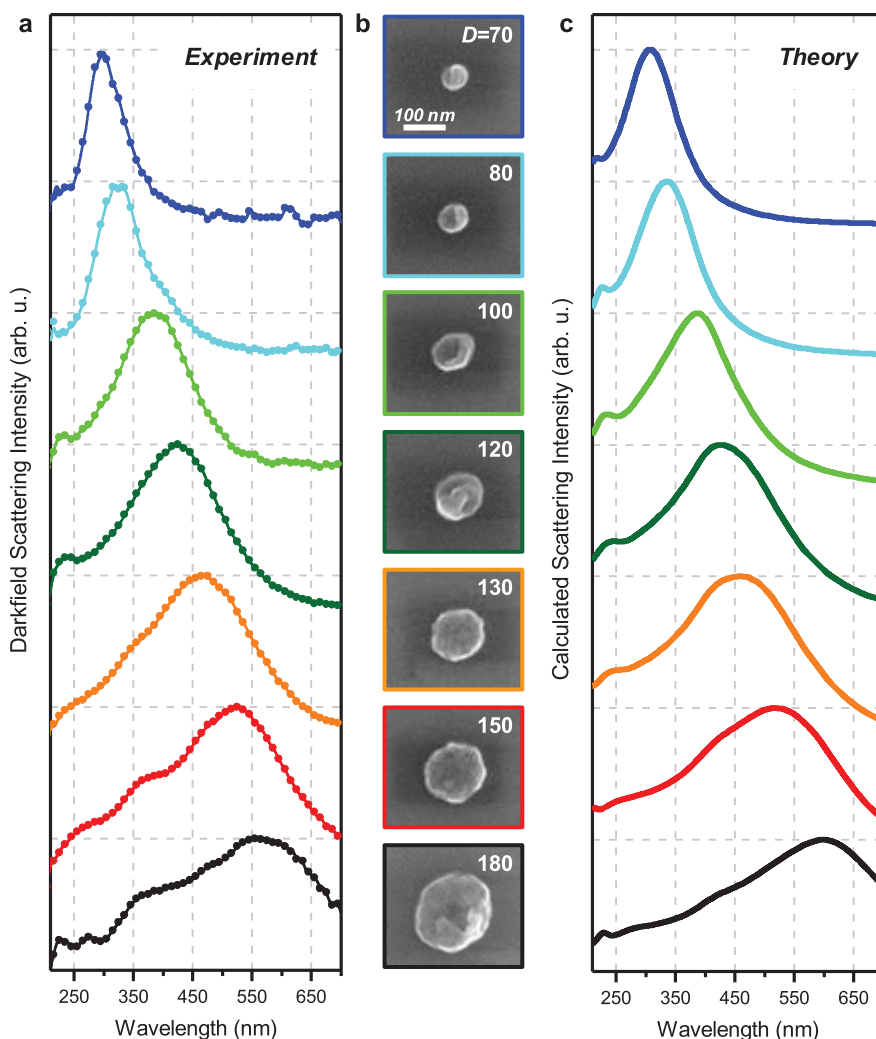 a
Experiment
Darkfield Scattering Intensity (arb. u.)
250 350 450 550 650
Wavelength (nm)
b
D=70
100 nm
80
100
120
130
150
180
c
Theory
Calculated Scattering Intensity (arb. u.)
250 350 450 550 650
Wavelength (nm)